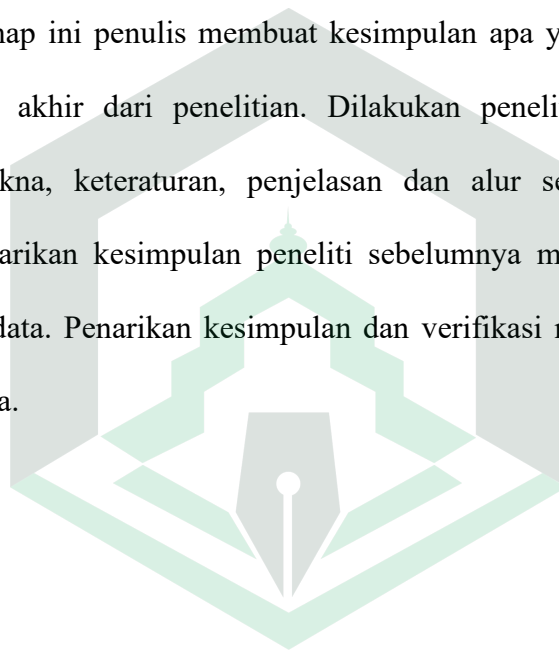 ap ini penulis membuat kesimpulan apa y
akhir dari penelitian. Dilakukan peneli
kna, keteraturan, penjelasan dan alur se
arikan kesimpulan peneliti sebelumnya m
data. Penarikan kesimpulan dan verifikasi
a.